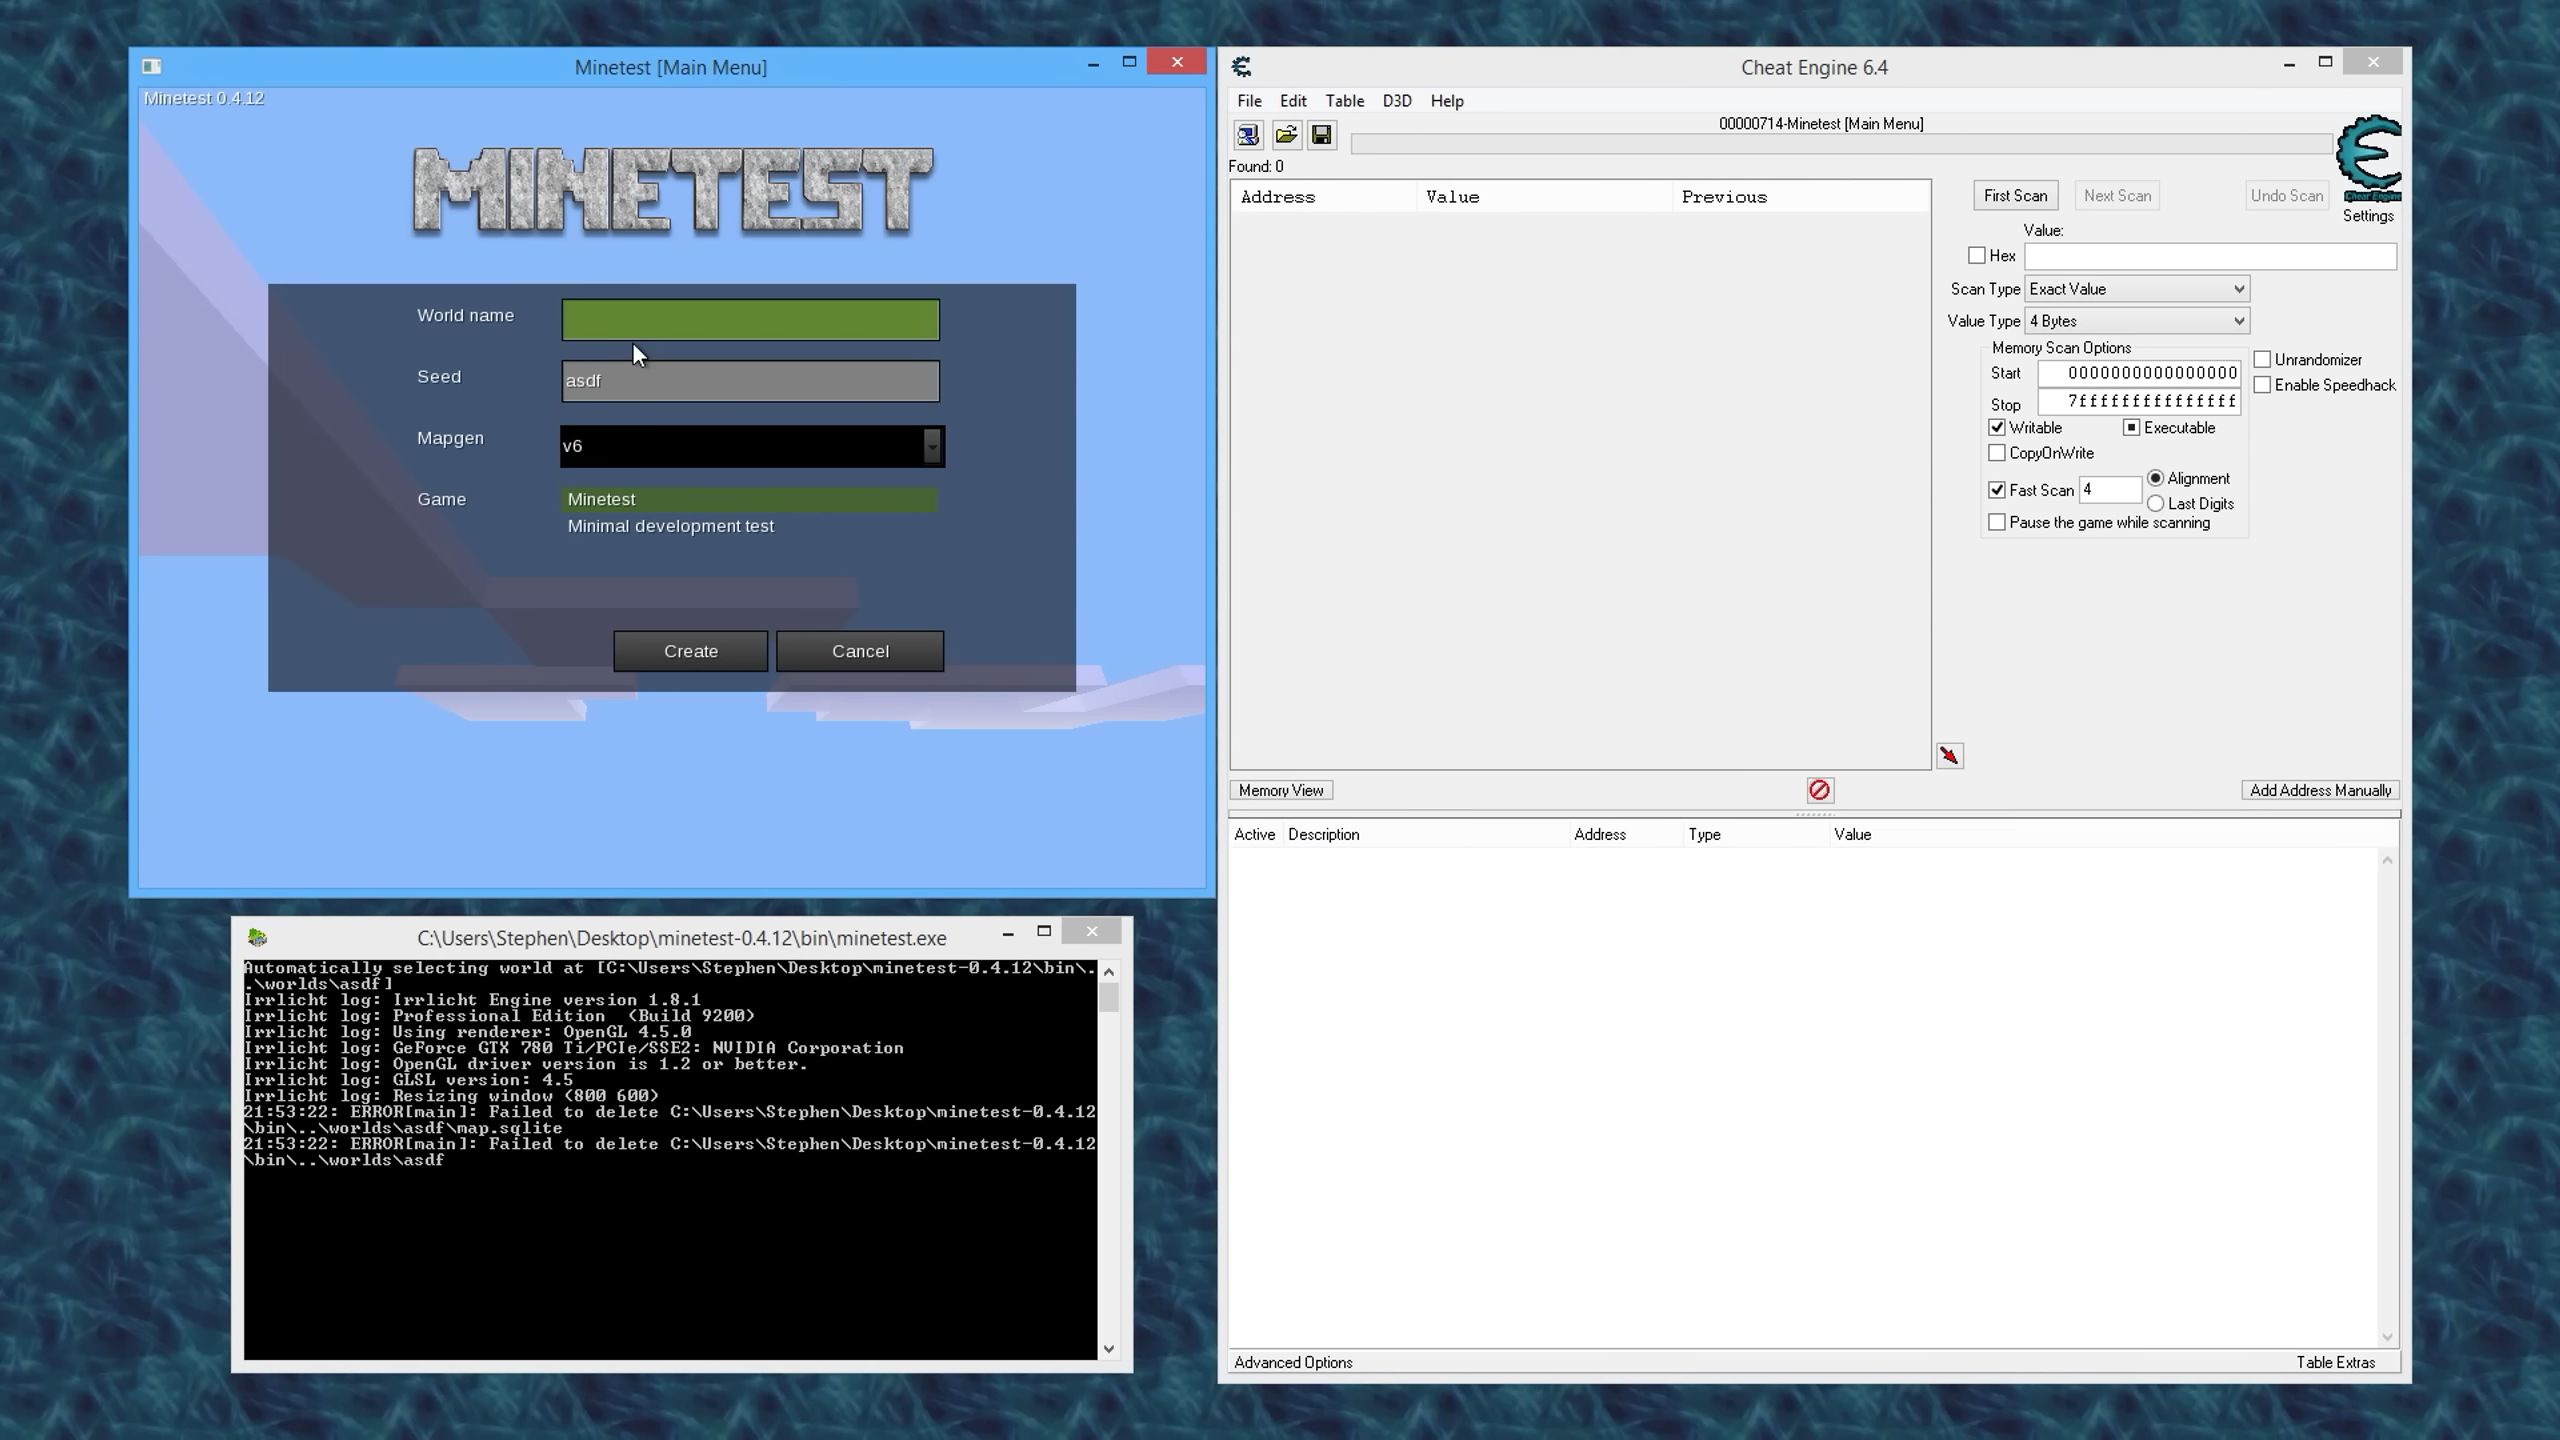 Minetest [Main Menu]
Minetest 0.4.12
MINETEST
World name
Seed
asdf
Mapgen
v6
Game
Minetest
Minimal development test
Create
Cancel
C:\Users\Stephen\Desktop\minetest-0.4.12\bin\minetest.exe
Automatically selecting world at [C:\Users\Stephen\Desktop\minetest-0.4.12\bin\.
.\worlds\asdf]
Irrlicht log: Irrlicht Engine version 1.8.1
Irrlicht log: Professional Edition  (Build 9200)
Irrlicht log: Using renderer: OpenGL 4.5.0
Irrlicht log: GeForce GTX 780 Ti/PCIe/SSE2: NVIDIA Corporation
Irrlicht log: OpenGL driver version is 1.2 or better.
Irrlicht log: GLSL version: 4.5
Irrlicht log: Resizing window (800 600)
21:53:22: ERROR[main]: Failed to delete C:\Users\Stephen\Desktop\minetest-0.4.12
\bin\..\worlds\asdf\map.sqlite
21:53:22: ERROR[main]: Failed to delete C:\Users\Stephen\Desktop\minetest-0.4.12
\bin\..\worlds\asdf
Cheat Engine 6.4
File Edit Table D3D Help
00000714-Minetest [Main Menu]
Found: 0
Address Value Previous
First Scan Next Scan Undo Scan
Cheat Engine
Settings
Value:
Hex
Scan Type Exact Value
Value Type 4 Bytes
Memory Scan Options
Start 0000000000000000
Stop 7fffffffffffffff
Unrandomizer
Enable Speedhack
Writable Executable
CopyOnWrite
Fast Scan 4 Alignment
Last Digits
Pause the game while scanning
Memory View Add Address Manually
Active Description Address Type Value
Advanced Options Table Extras